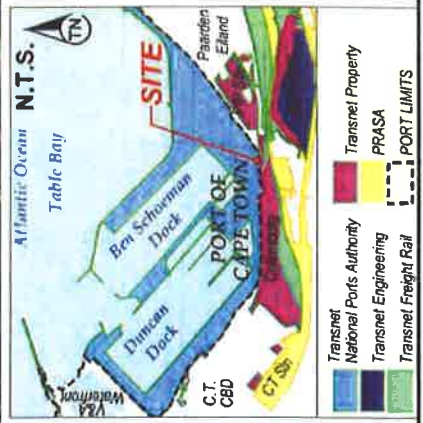 Atlantic Ocean
N.T.S.
TN
Table Bay
SITE
Paarden
Eiland
Ben Schoeman
Dock
PORT OF
CAPE TOWN
Duncan
Dock
V&A
Waterfront
C.T.
CBD
CT Stn
Transnet
National Ports Authority
Transnet Engineering
Transnet Freight Rail
Transnet Property
PRASA
PORT LIMITS